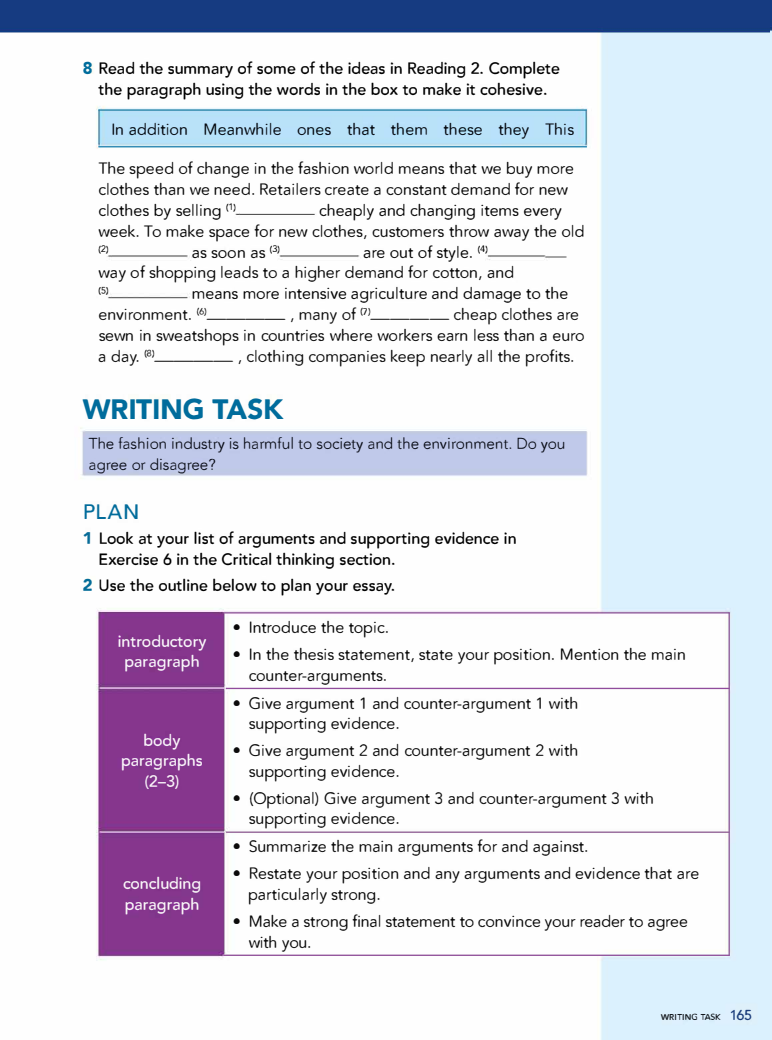 8 Read the summary of some of the ideas in Reading 2. Complete
the paragraph using the words in the box to make it cohesive.
In addition Meanwhile ones that them these they This
The speed of change in the fashion world means that we buy more
clothes than we need. Retailers create a constant demand for new
clothes by selling (1)__________ cheaply and changing items every
week. To make space for new clothes, customers throw away the old
(2)__________ as soon as (3)__________ are out of style. (4)__________
way of shopping leads to a higher demand for cotton, and
(5)__________ means more intensive agriculture and damage to the
environment. (6)__________ , many of (7)__________ cheap clothes are
sewn in sweatshops in countries where workers earn less than a euro
a day. (8)__________ , clothing companies keep nearly all the profits.
WRITING TASK
The fashion industry is harmful to society and the environment. Do you
agree or disagree?
PLAN
1 Look at your list of arguments and supporting evidence in
Exercise 6 in the Critical thinking section.
2 Use the outline below to plan your essay.
introductory
paragraph
• Introduce the topic.
• In the thesis statement, state your position. Mention the main
counter-arguments.
body
paragraphs
(2–3)
• Give argument 1 and counter-argument 1 with
supporting evidence.
• Give argument 2 and counter-argument 2 with
supporting evidence.
• (Optional) Give argument 3 and counter-argument 3 with
supporting evidence.
concluding
paragraph
• Summarize the main arguments for and against.
• Restate your position and any arguments and evidence that are
particularly strong.
• Make a strong final statement to convince your reader to agree
with you.
WRITING TASK 165